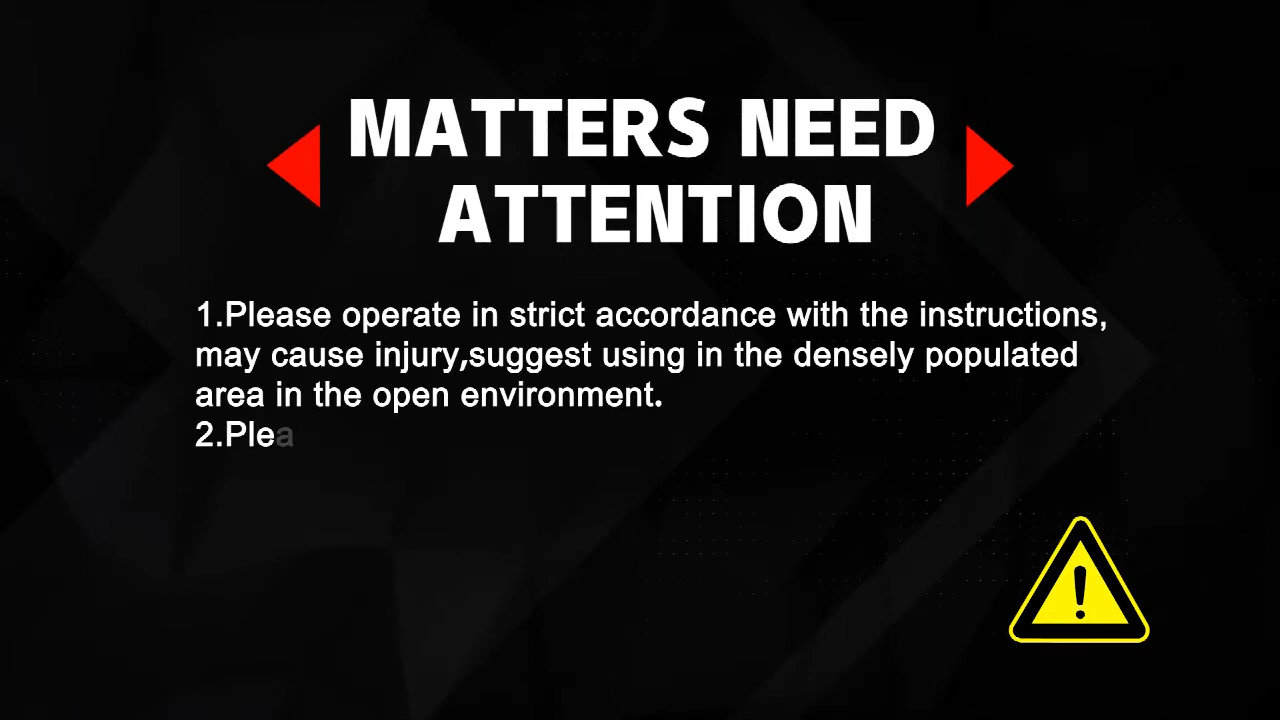 MATTERS NEED
ATTENTION
1.Please operate in strict accordance with the instructions,
may cause injury,suggest using in the densely populated
area in the open environment.
2.Plea